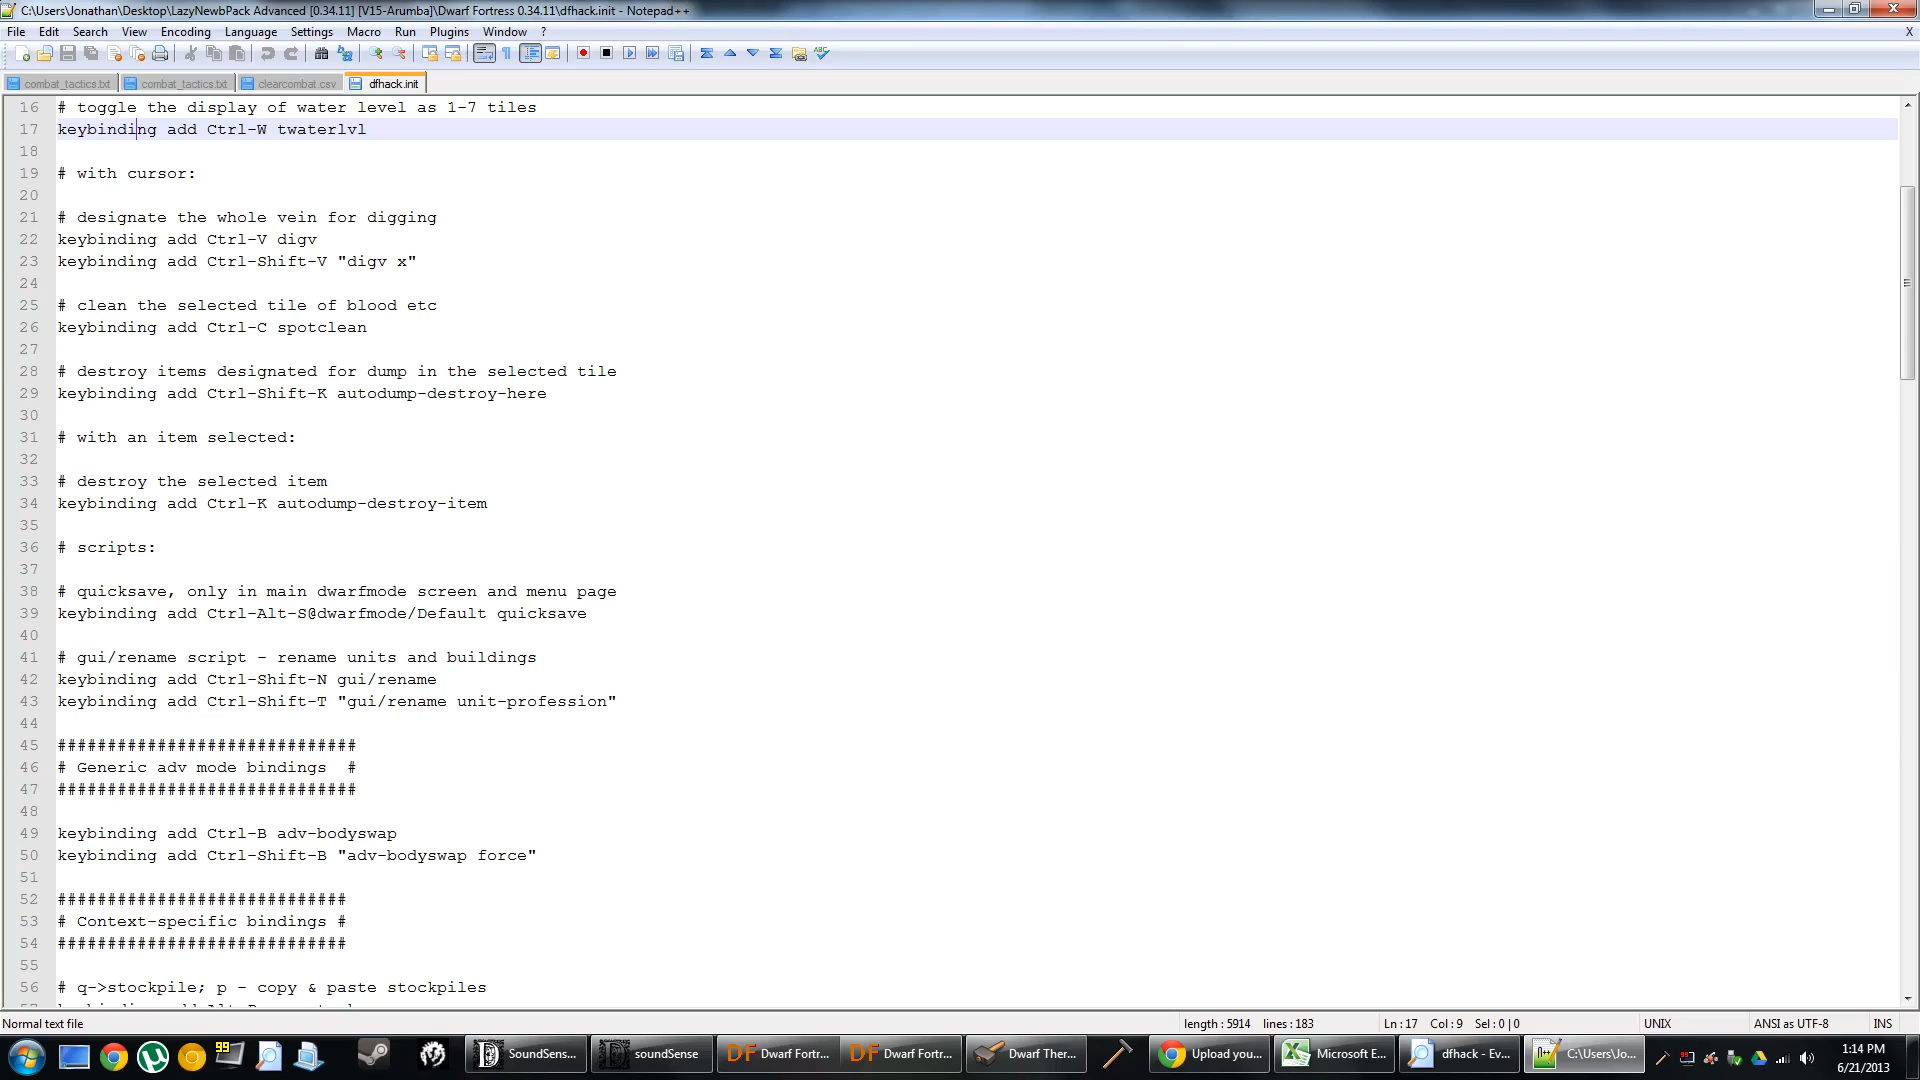 C:\Users\Jonathan\Desktop\LazyNewbPack Advanced [0.34.11] [V15-Arumba]\Dwarf Fortress 0.34.11\dfhack.init - Notepad++
File Edit Search View Encoding Language Settings Macro Run Plugins Window ? X
combat_tactics.txt combat_tactics.txt clearcombat.csv dfhack.init
16 # toggle the display of water level as 1-7 tiles
17 keybinding add Ctrl-W twaterlvl
18
19 # with cursor:
20
21 # designate the whole vein for digging
22 keybinding add Ctrl-V digv
23 keybinding add Ctrl-Shift-V "digv x"
24
25 # clean the selected tile of blood etc
26 keybinding add Ctrl-C spotclean
27
28 # destroy items designated for dump in the selected tile
29 keybinding add Ctrl-Shift-K autodump-destroy-here
30
31 # with an item selected:
32
33 # destroy the selected item
34 keybinding add Ctrl-K autodump-destroy-item
35
36 # scripts:
37
38 # quicksave, only in main dwarfmode screen and menu page
39 keybinding add Ctrl-Alt-S@dwarfmode/Default quicksave
40
41 # gui/rename script - rename units and buildings
42 keybinding add Ctrl-Shift-N gui/rename
43 keybinding add Ctrl-Shift-T "gui/rename unit-profession"
44
45 ##############################
46 # Generic adv mode bindings  #
47 ##############################
48
49 keybinding add Ctrl-B adv-bodyswap
50 keybinding add Ctrl-Shift-B "adv-bodyswap force"
51
52 #############################
53 # Context-specific bindings #
54 #############################
55
56 # q->stockpile; p - copy & paste stockpiles
Normal text file length : 5914 lines : 183 Ln : 17 Col : 9 Sel : 0 | 0 UNIX ANSI as UTF-8 INS
99 SoundSens... soundSense DF Dwarf Fortr... DF Dwarf Fortr... Dwarf Ther... Upload you... Microsoft E... dfhack - Ev... C:\Users\Jo... 1:14 PM
6/21/2013